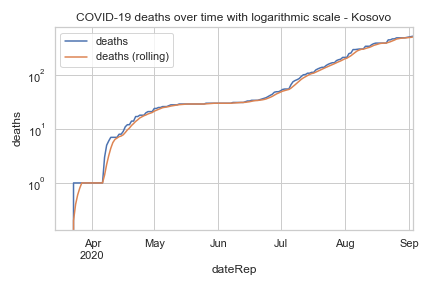 COVID-19 deaths over time with logarithmic scale - Kosovo
deaths
deaths (rolling)
10²
10¹
10⁰
deaths
Apr May Jun Jul Aug Sep
2020
dateRep